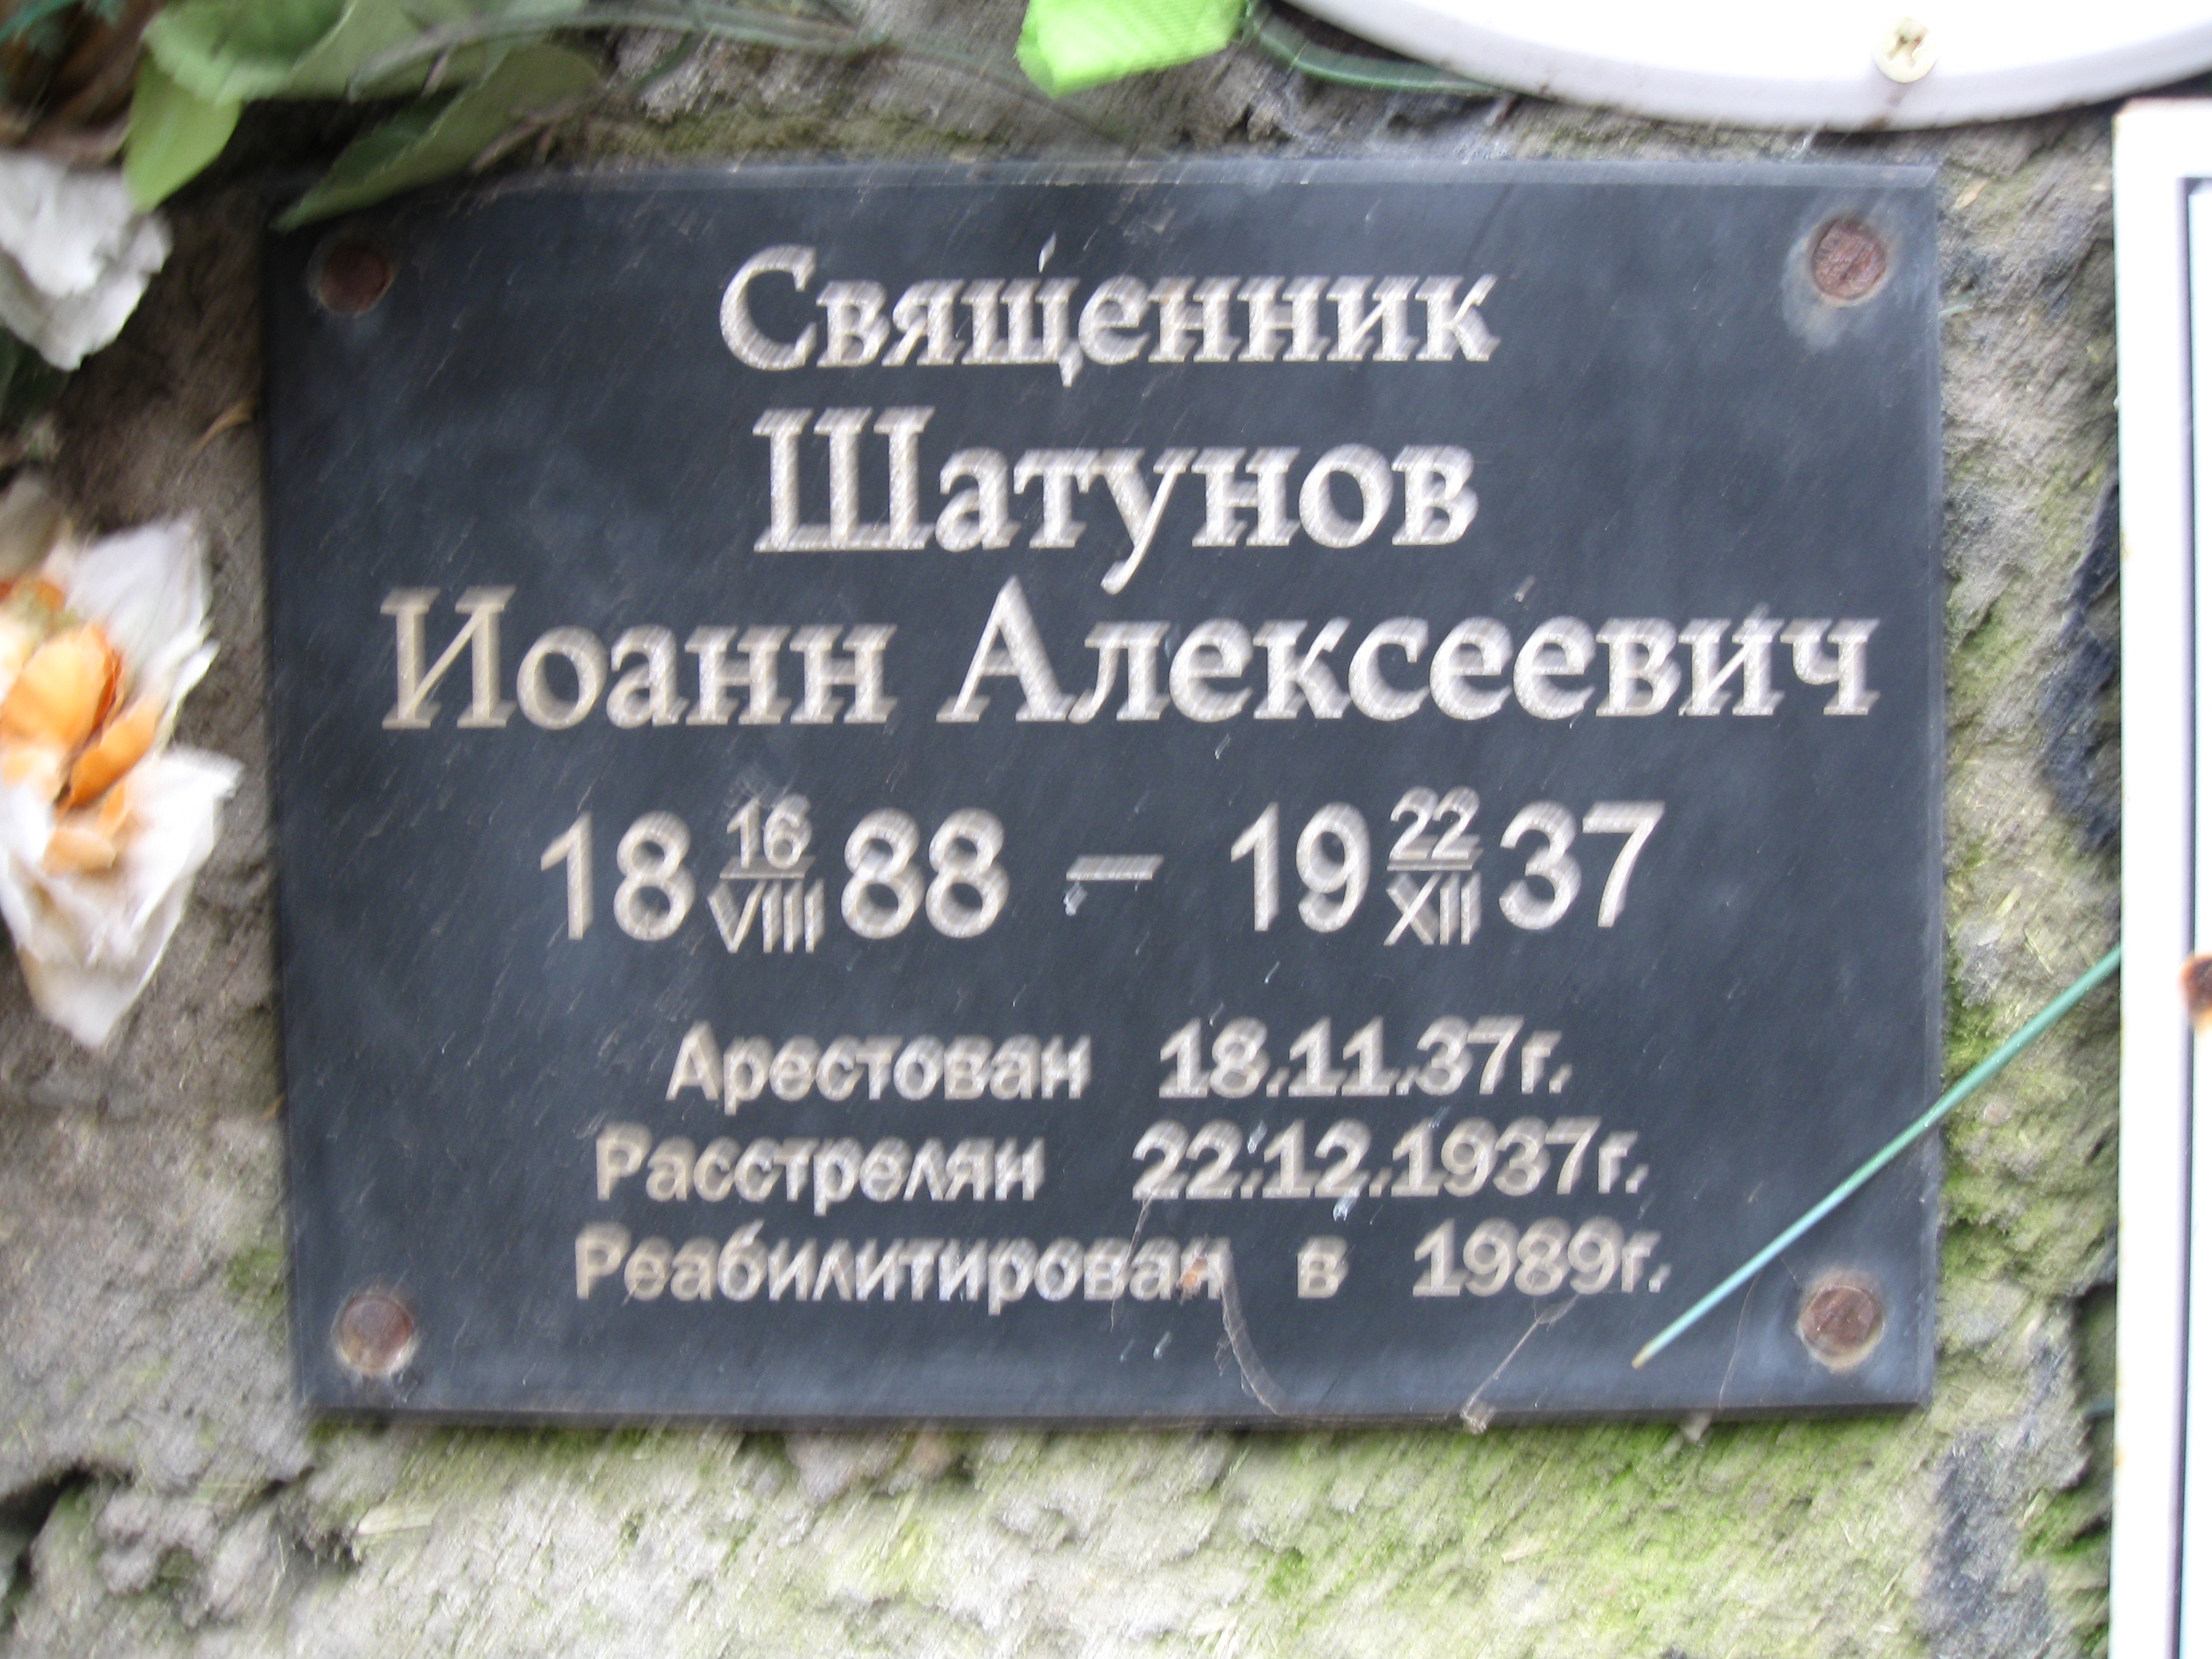 Священник
Шатунов
Иоанн Алексеевич
18 16/VIII 88 – 19 22/XII 37
Арестован 18.11.37г.
Расстрелян 22.12.1937г.
Реабилитирован в 1989г.